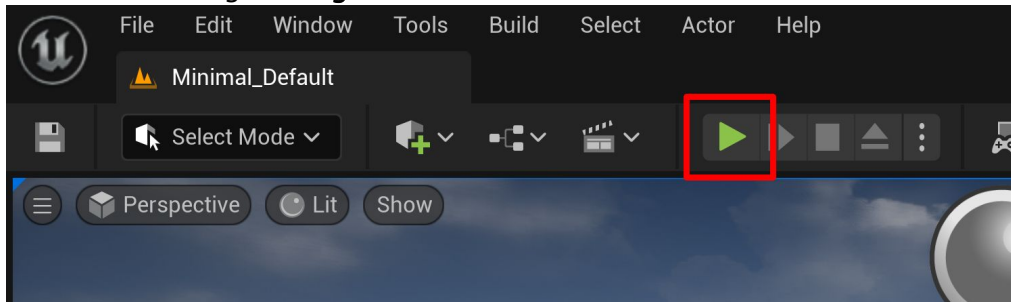 File Edit Window Tools Build Select Actor Help
Minimal_Default
Select Mode
Perspective Lit Show